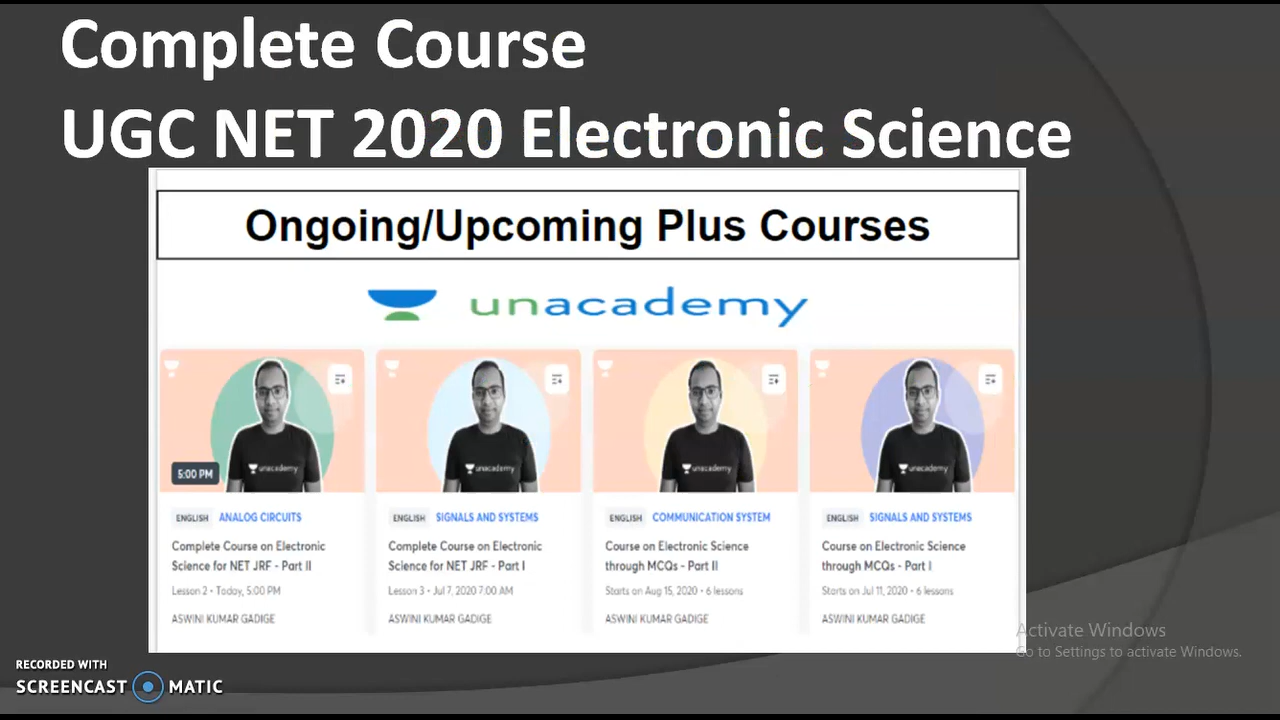 Complete Course
UGC NET 2020 Electronic Science
Ongoing/Upcoming Plus Courses
unacademy
unacademy
unacademy
unacademy
unacademy
5:00 PM
ENGLISH ANALOG CIRCUITS
Complete Course on Electronic
Science for NET JRF - Part II
Lesson 2 • Today, 5:00 PM
ASWINI KUMAR GADIGE
ENGLISH SIGNALS AND SYSTEMS
Complete Course on Electronic
Science for NET JRF - Part I
Lesson 3 • Jul 7, 2020 7:00 AM
ASWINI KUMAR GADIGE
ENGLISH COMMUNICATION SYSTEM
Course on Electronic Science
through MCQs - Part II
Starts on Aug 15, 2020 • 6 lessons
ASWINI KUMAR GADIGE
ENGLISH SIGNALS AND SYSTEMS
Course on Electronic Science
through MCQs - Part I
Starts on Jul 11, 2020 • 6 lessons
ASWINI KUMAR GADIGE
Activate Windows
Go to Settings to activate Windows.
RECORDED WITH
SCREENCAST MATIC